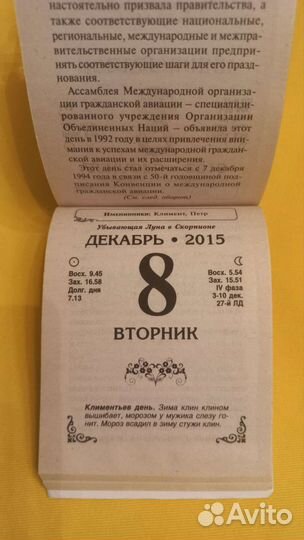 настоятельно призвала правительства, а
также соответствующие национальные,
региональные, международные и межпра-
вительственные организации предпри-
нять соответствующие шаги для его празд-
нования.
Ассамблея Международной организа-
ции гражданской авиации – специализи-
рованного учреждения Организации
Объединенных Наций – объявила этот
день в 1992 году в целях привлечения вни-
мания к успехам международной граждан-
ской авиации и их расширения.
Этот день стал отмечаться с 7 декабря
1994 года в связи с 50-й годовщиной под-
писания Конвенции о международной
гражданской авиации.
(См. след. оборот)
Именинники: Климент, Петр
Убывающая Луна в Скорпионе
ДЕКАБРЬ • 2015
Восх. 9.45
Зах. 16.58
Долг. дня
7.13
8
Восх. 5.54
Зах. 15.51
IV фаза
3-10 дек.
27-й ЛД
ВТОРНИК
Климентьев день. Зима клин клином
вышибает, морозом у мужика слезу го-
нит. Мороз всадил в зиму стужи клин.
Avito